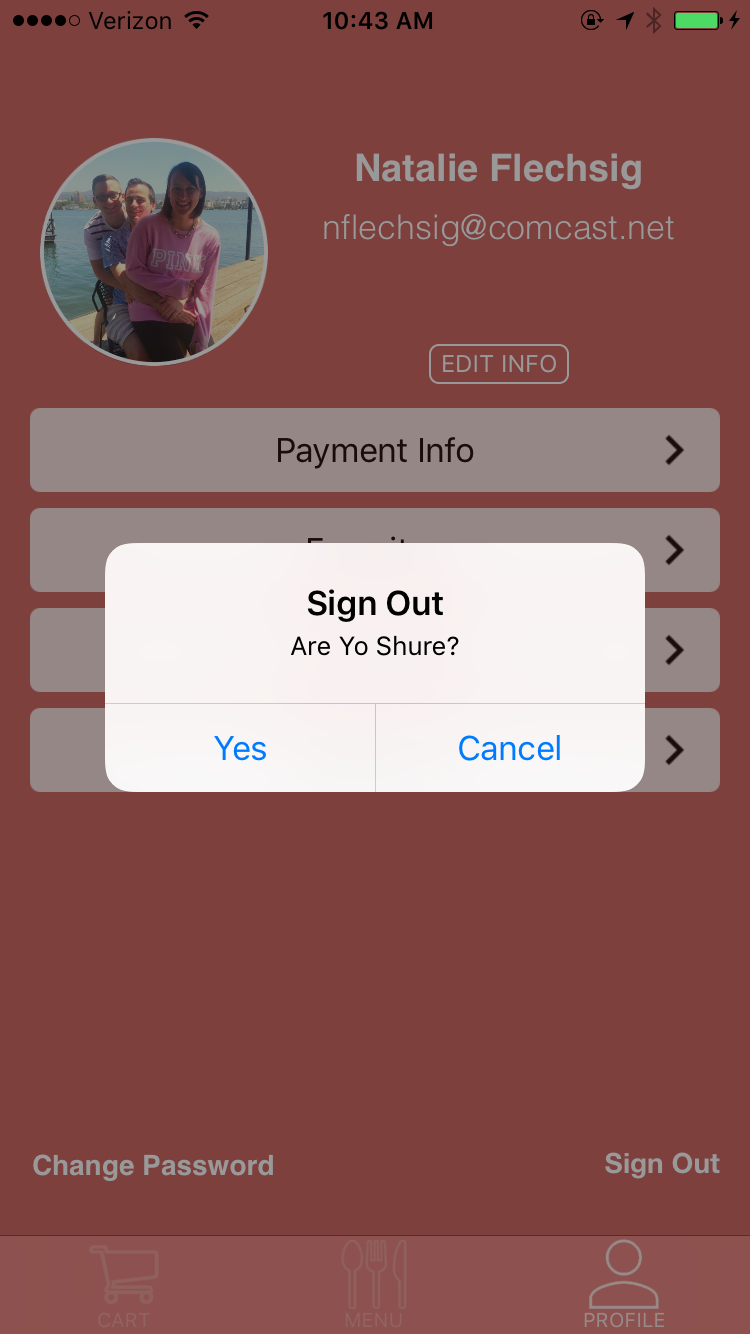 Verizon 10:43 AM
Natalie Flechsig
nflechsig@comcast.net
PINK
EDIT INFO
Payment Info
Sign Out
Are Yo Shure?
Yes Cancel
Change Password Sign Out
CART MENU PROFILE